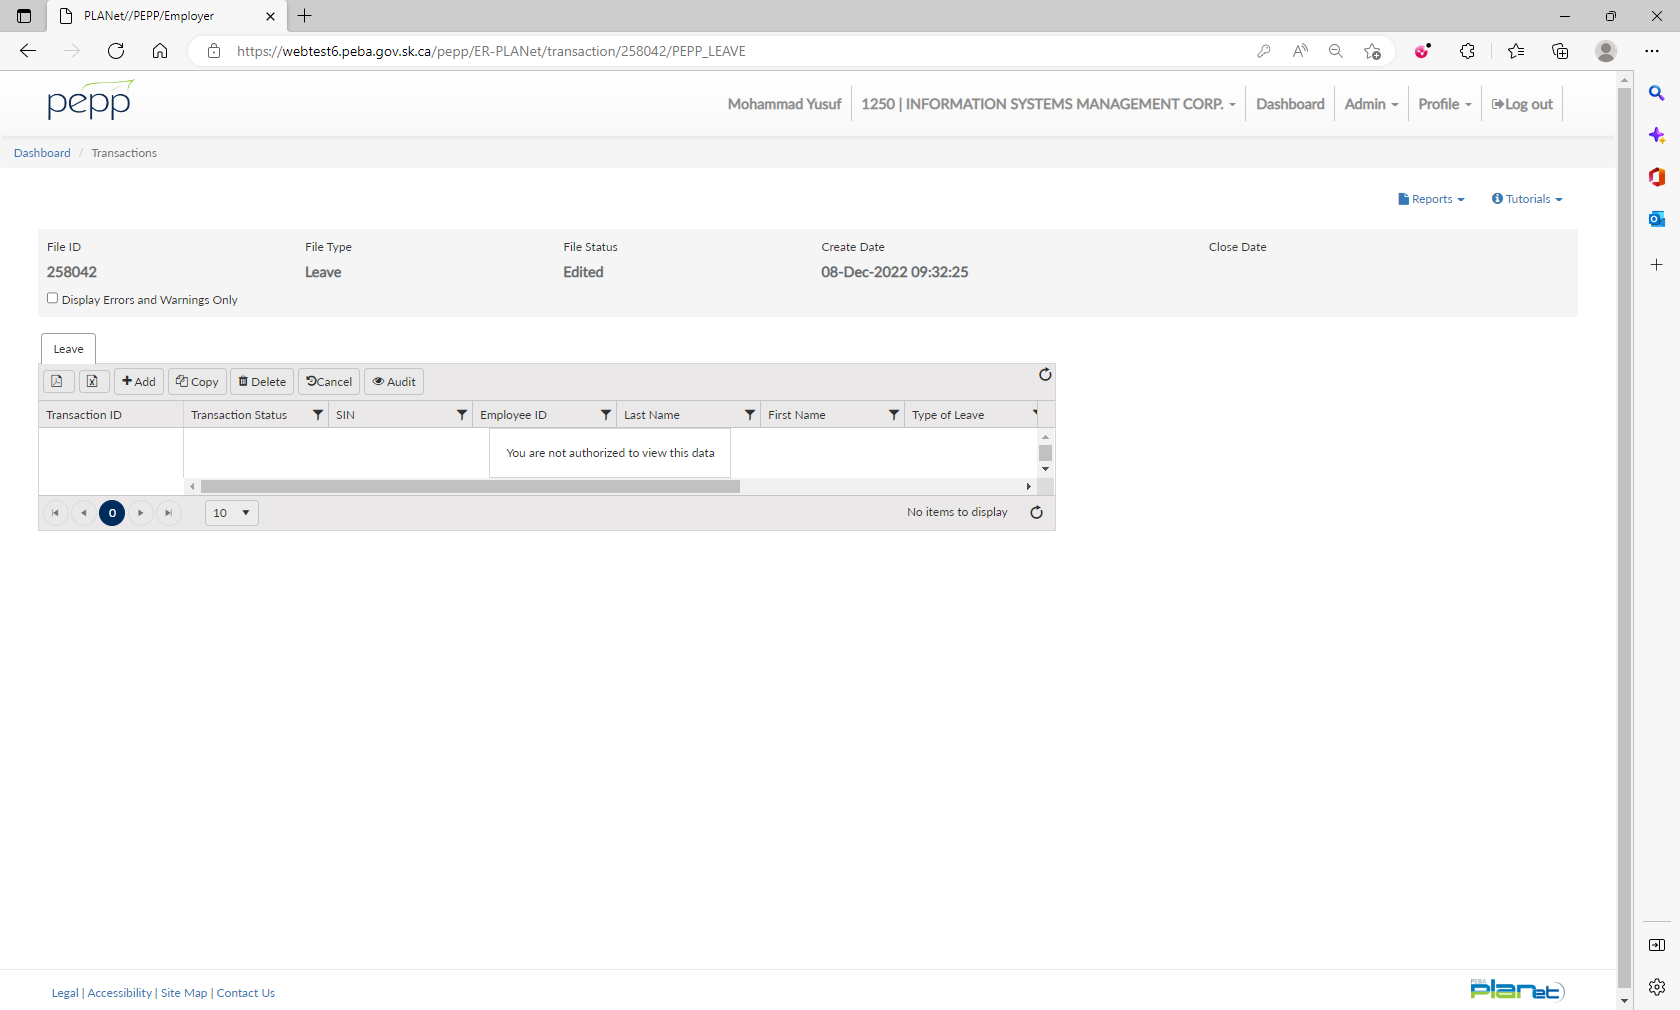 PLANet//PEPP/Employer
https://webtest6.peba.gov.sk.ca/pepp/ER-PLANet/transaction/258042/PEPP_LEAVE
pepp
Mohammad Yusuf
1250 | INFORMATION SYSTEMS MANAGEMENT CORP.
Dashboard
Admin
Profile
Log out
Dashboard / Transactions
Reports
Tutorials
File ID
File Type
File Status
Create Date
Close Date
258042
Leave
Edited
08-Dec-2022 09:32:25
Display Errors and Warnings Only
Leave
Add
Copy
Delete
Cancel
Audit
Transaction ID
Transaction Status
SIN
Employee ID
Last Name
First Name
Type of Leave
You are not authorized to view this data
0
10
No items to display
Legal | Accessibility | Site Map | Contact Us
PEBA
planet